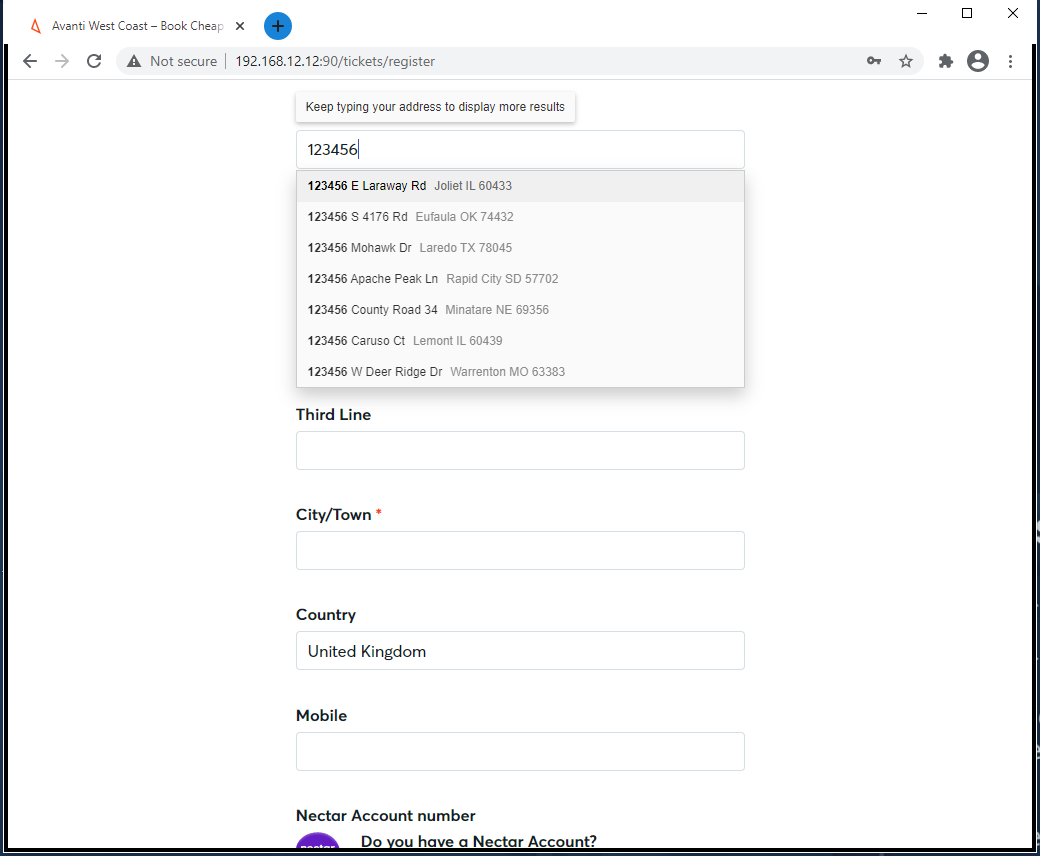 Avanti West Coast – Book Cheap
Not secure | 192.168.12.12:90/tickets/register
Keep typing your address to display more results
123456
123456 E Laraway Rd Joliet IL 60433
123456 S 4176 Rd Eufaula OK 74432
123456 Mohawk Dr Laredo TX 78045
123456 Apache Peak Ln Rapid City SD 57702
123456 County Road 34 Minatare NE 69356
123456 Caruso Ct Lemont IL 60439
123456 W Deer Ridge Dr Warrenton MO 63383
Third Line
City/Town *
Country
United Kingdom
Mobile
Nectar Account number
Do you have a Nectar Account?
nectar